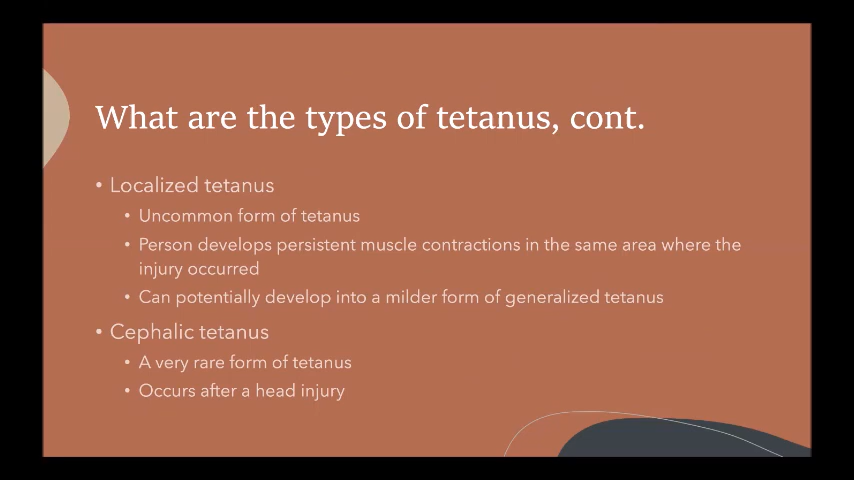 What are the types of tetanus, cont.
• Localized tetanus
• Uncommon form of tetanus
• Person develops persistent muscle contractions in the same area where the
injury occurred
• Can potentially develop into a milder form of generalized tetanus
• Cephalic tetanus
• A very rare form of tetanus
• Occurs after a head injury